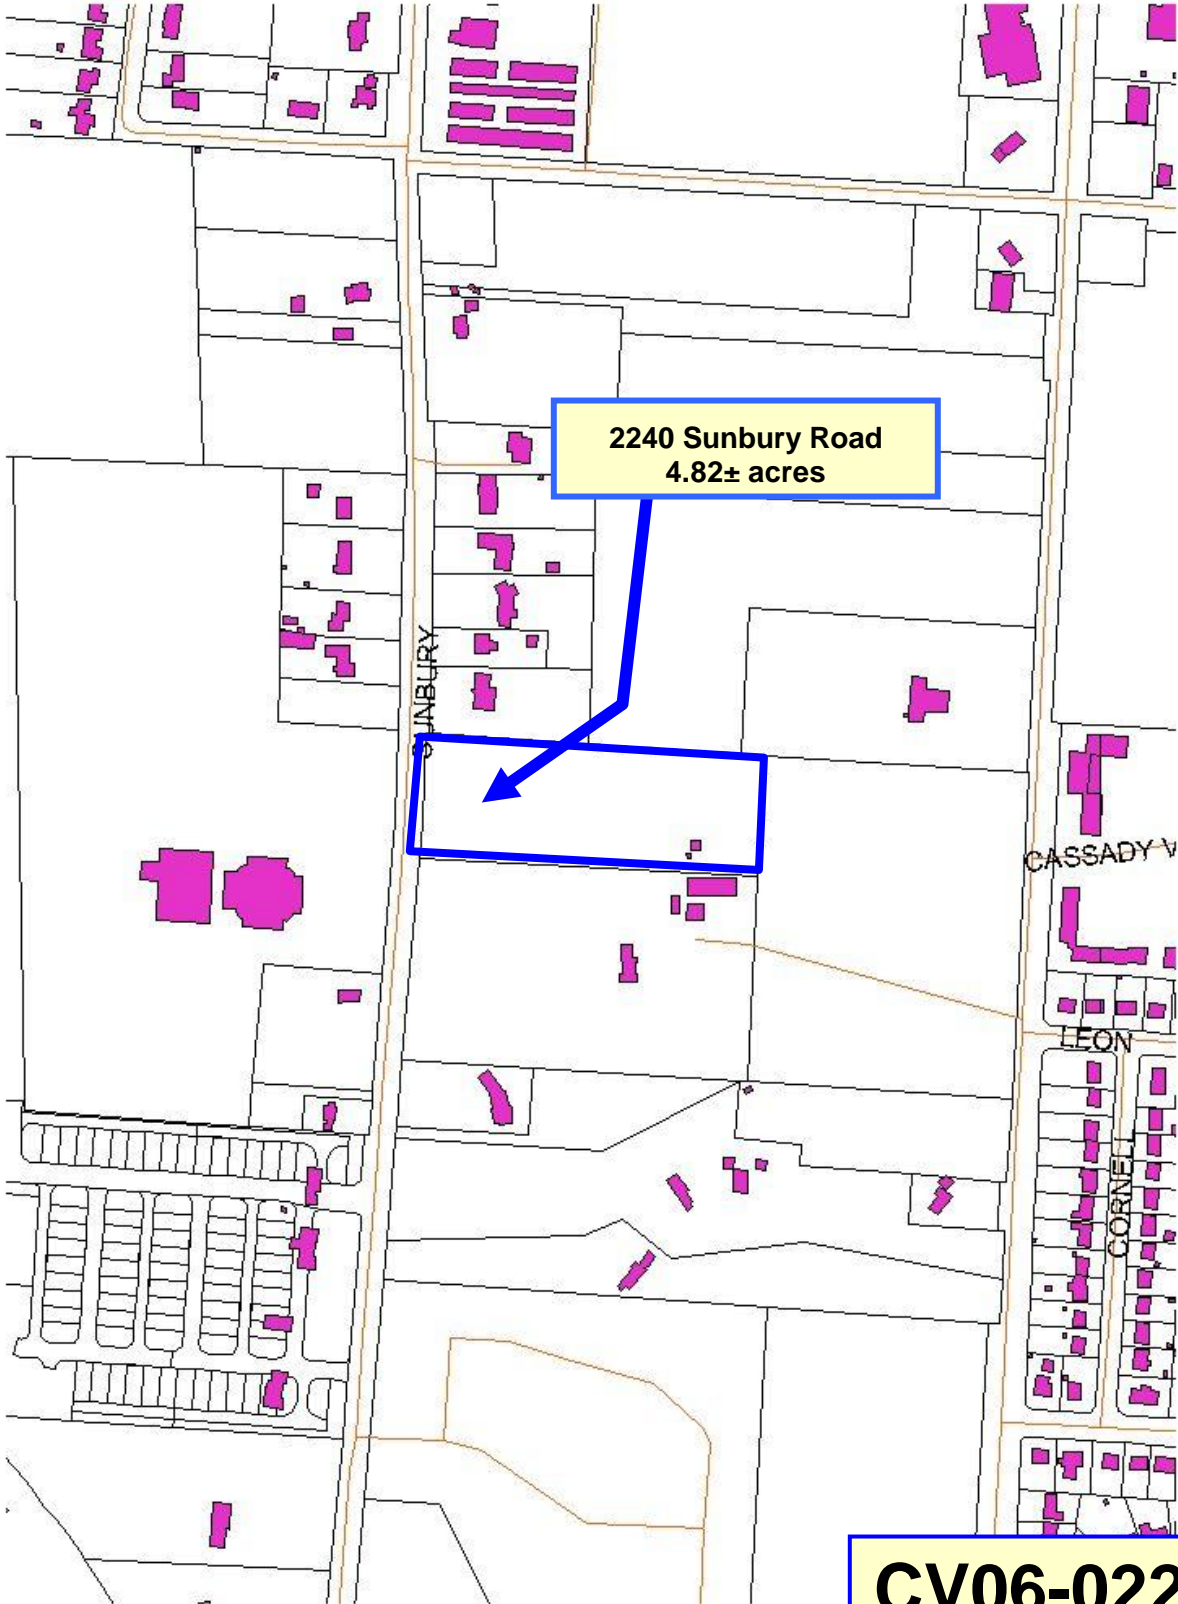 2240 Sunbury Road
4.82± acres
SUNBURY
CASSADY V
LEON
CORNELL
CV06-022